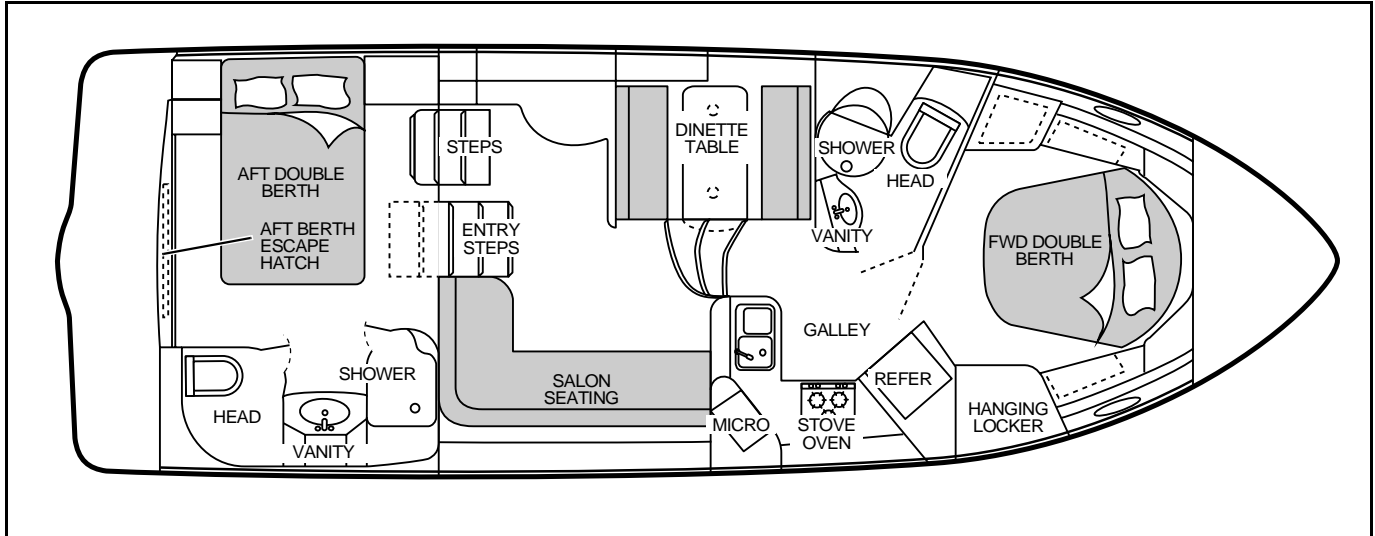 AFT DOUBLE
BERTH
AFT BERTH
ESCAPE
HATCH
STEPS
ENTRY
STEPS
DINETTE
TABLE
SHOWER
HEAD
VANITY
FWD DOUBLE
BERTH
GALLEY
REFER
HANGING
LOCKER
STOVE
OVEN
MICRO
SALON
SEATING
SHOWER
HEAD
VANITY